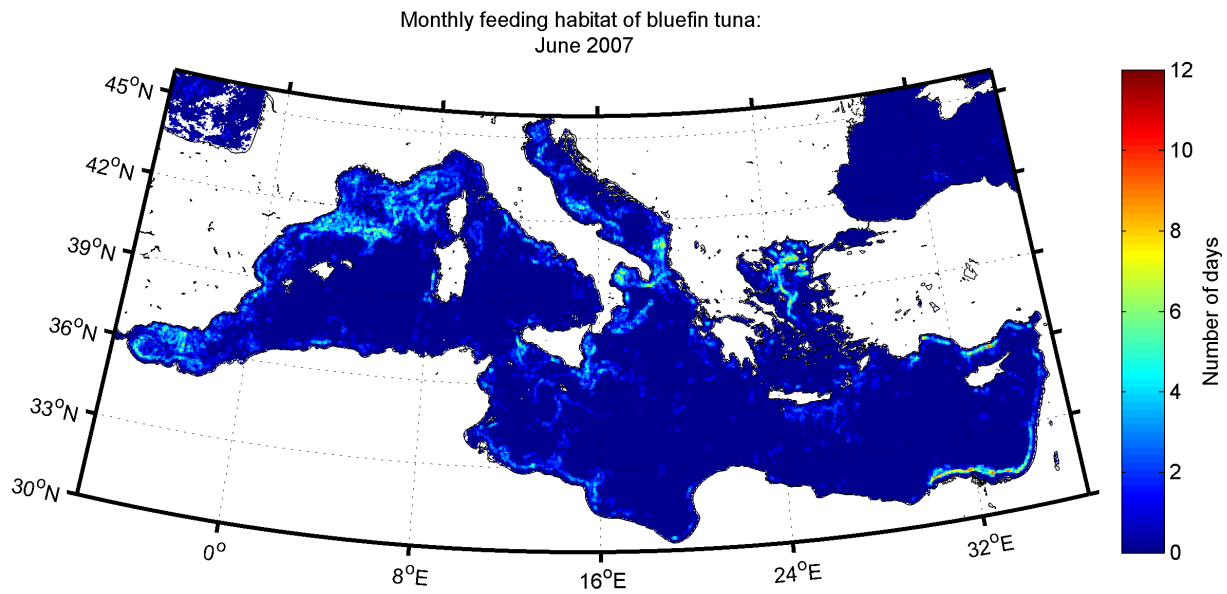 Monthly feeding habitat of bluefin tuna:
June 2007
45°N
42°N
39°N
36°N
33°N
30°N
0°
8°E
16°E
24°E
32°E
12
10
8
6
4
2
0
Number of days